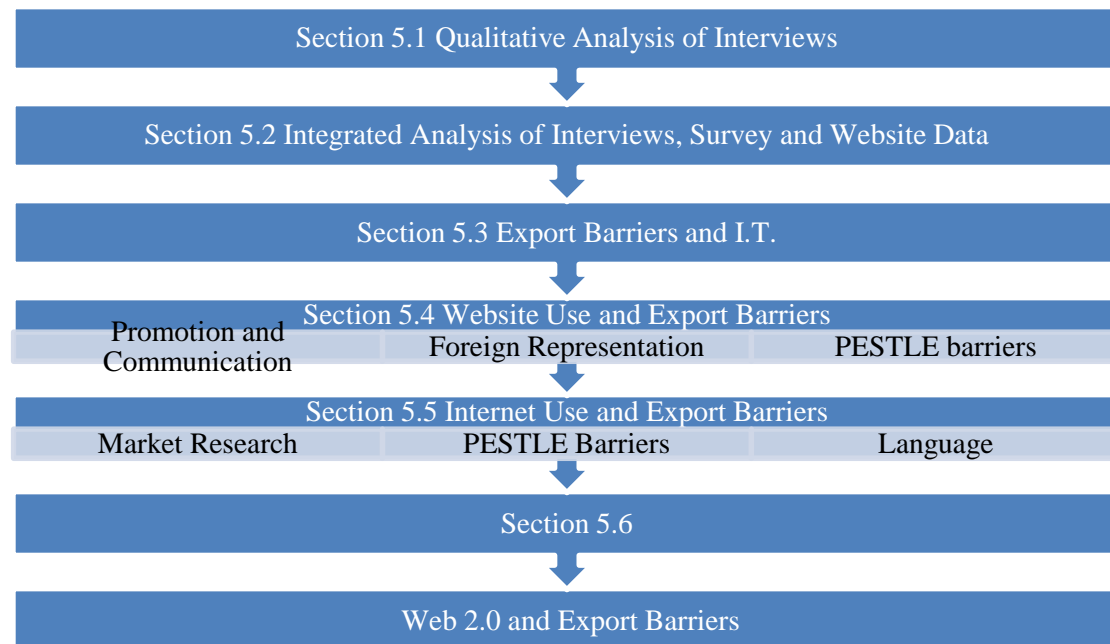 Section 5.1 Qualitative Analysis of Interviews
Section 5.2 Integrated Analysis of Interviews, Survey and Website Data
Section 5.3 Export Barriers and I.T.
Section 5.4 Website Use and Export Barriers
Promotion and
Communication
Foreign Representation
PESTLE barriers
Section 5.5 Internet Use and Export Barriers
Market Research
PESTLE Barriers
Language
Section 5.6
Web 2.0 and Export Barriers